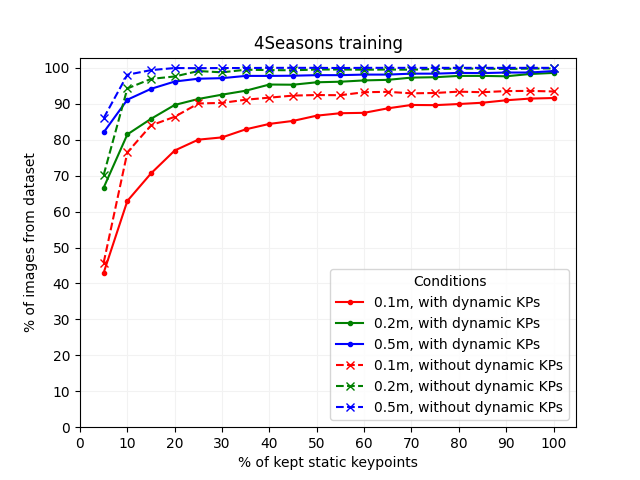 4Seasons training
% of images from dataset
100
90
80
70
60
50
40
30
20
10
0
0 10 20 30 40 50 60 70 80 90 100
% of kept static keypoints
Conditions
0.1m, with dynamic KPs
0.2m, with dynamic KPs
0.5m, with dynamic KPs
0.1m, without dynamic KPs
0.2m, without dynamic KPs
0.5m, without dynamic KPs